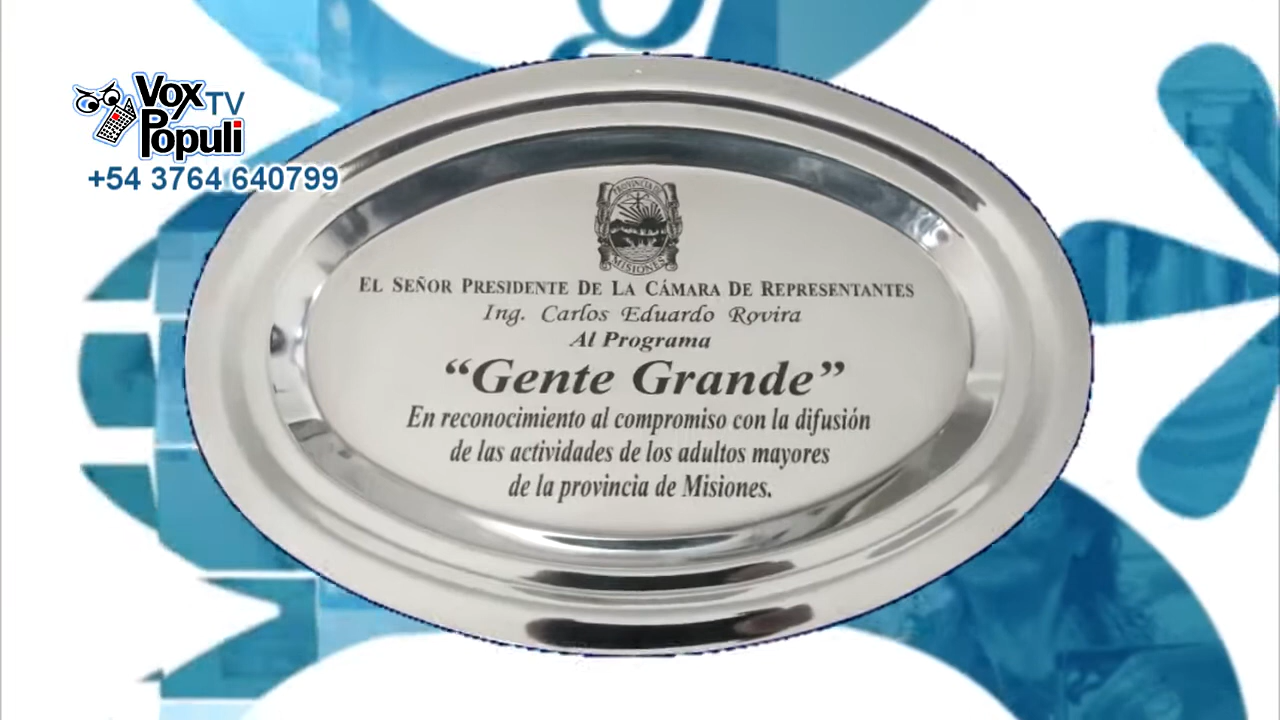 Vox TV
Populi
+54 3764 640799
PROVINCIA DE
MISIONES
EL SEÑOR PRESIDENTE DE LA CÁMARA DE REPRESENTANTES
Ing. Carlos Eduardo Rovira
Al Programa
“Gente Grande”
En reconocimiento al compromiso con la difusión
de las actividades de los adultos mayores
de la provincia de Misiones.